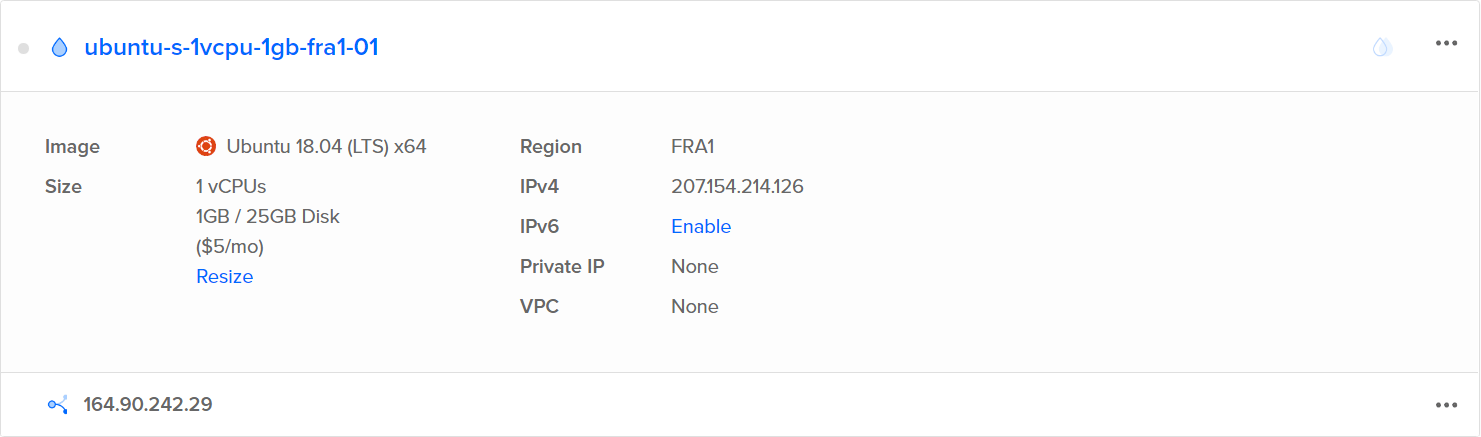 ubuntu-s-1vcpu-1gb-fra1-01
Image
Ubuntu 18.04 (LTS) x64
Size
1 vCPUs
1GB / 25GB Disk
($5/mo)
Resize
Region
FRA1
IPv4
207.154.214.126
IPv6
Enable
Private IP
None
VPC
None
164.90.242.29